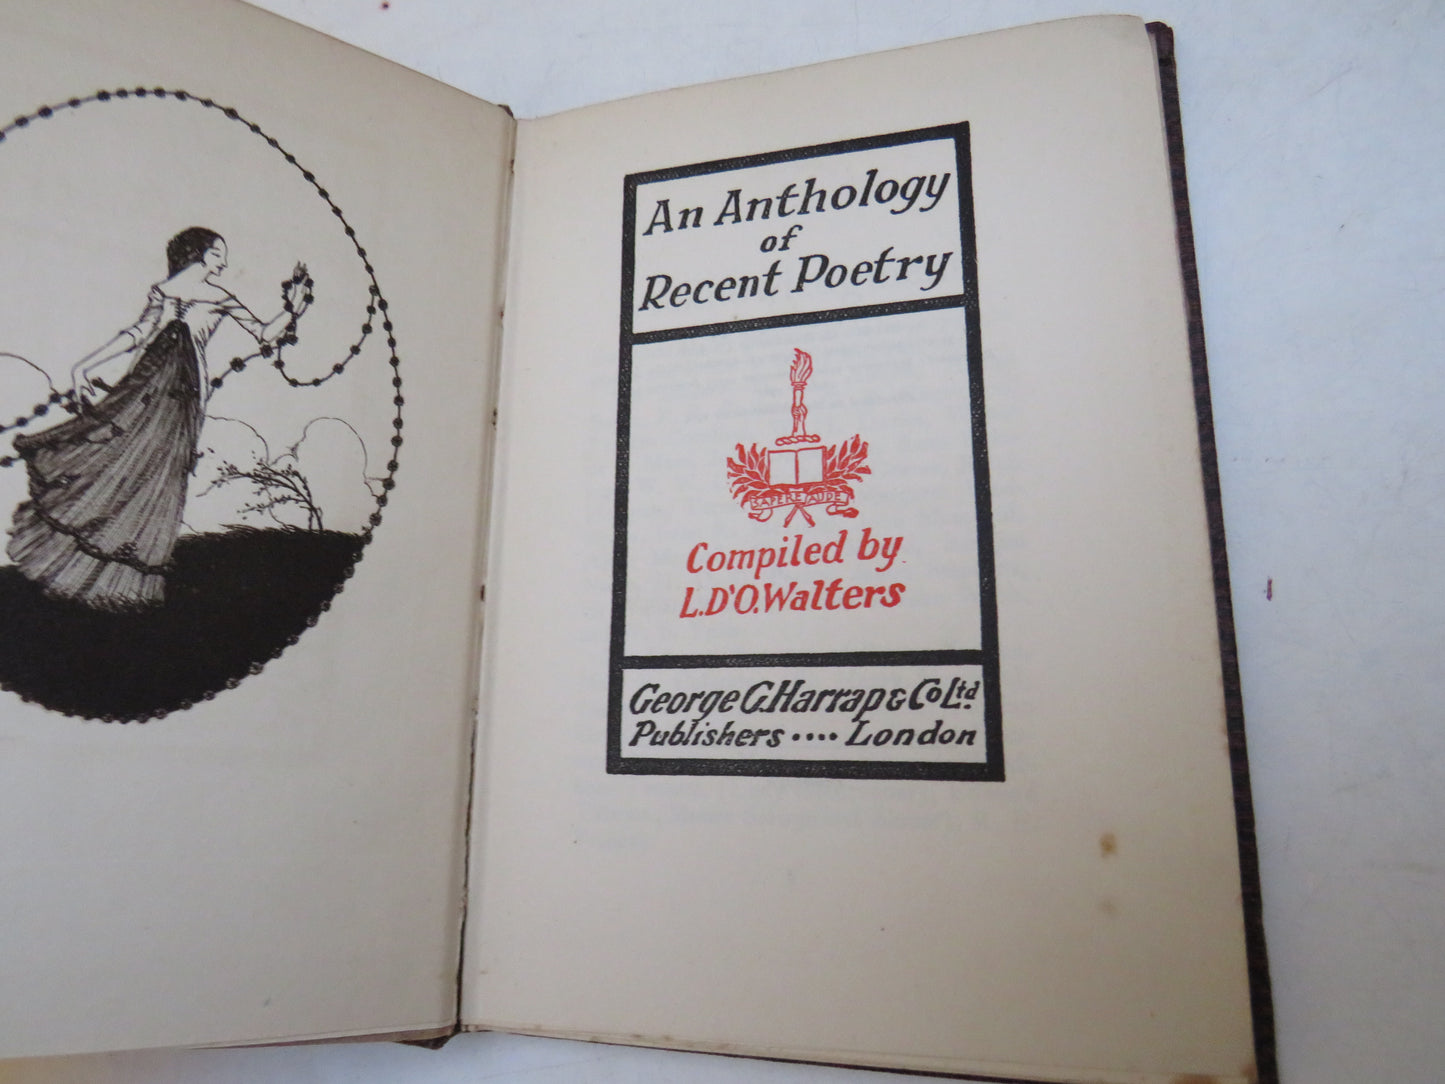 An Anthology
of
Recent Poetry
SAPERE AUDE
Compiled by
L.D'O.Walters
George G.Harrap & Co Ltd.
Publishers .... London